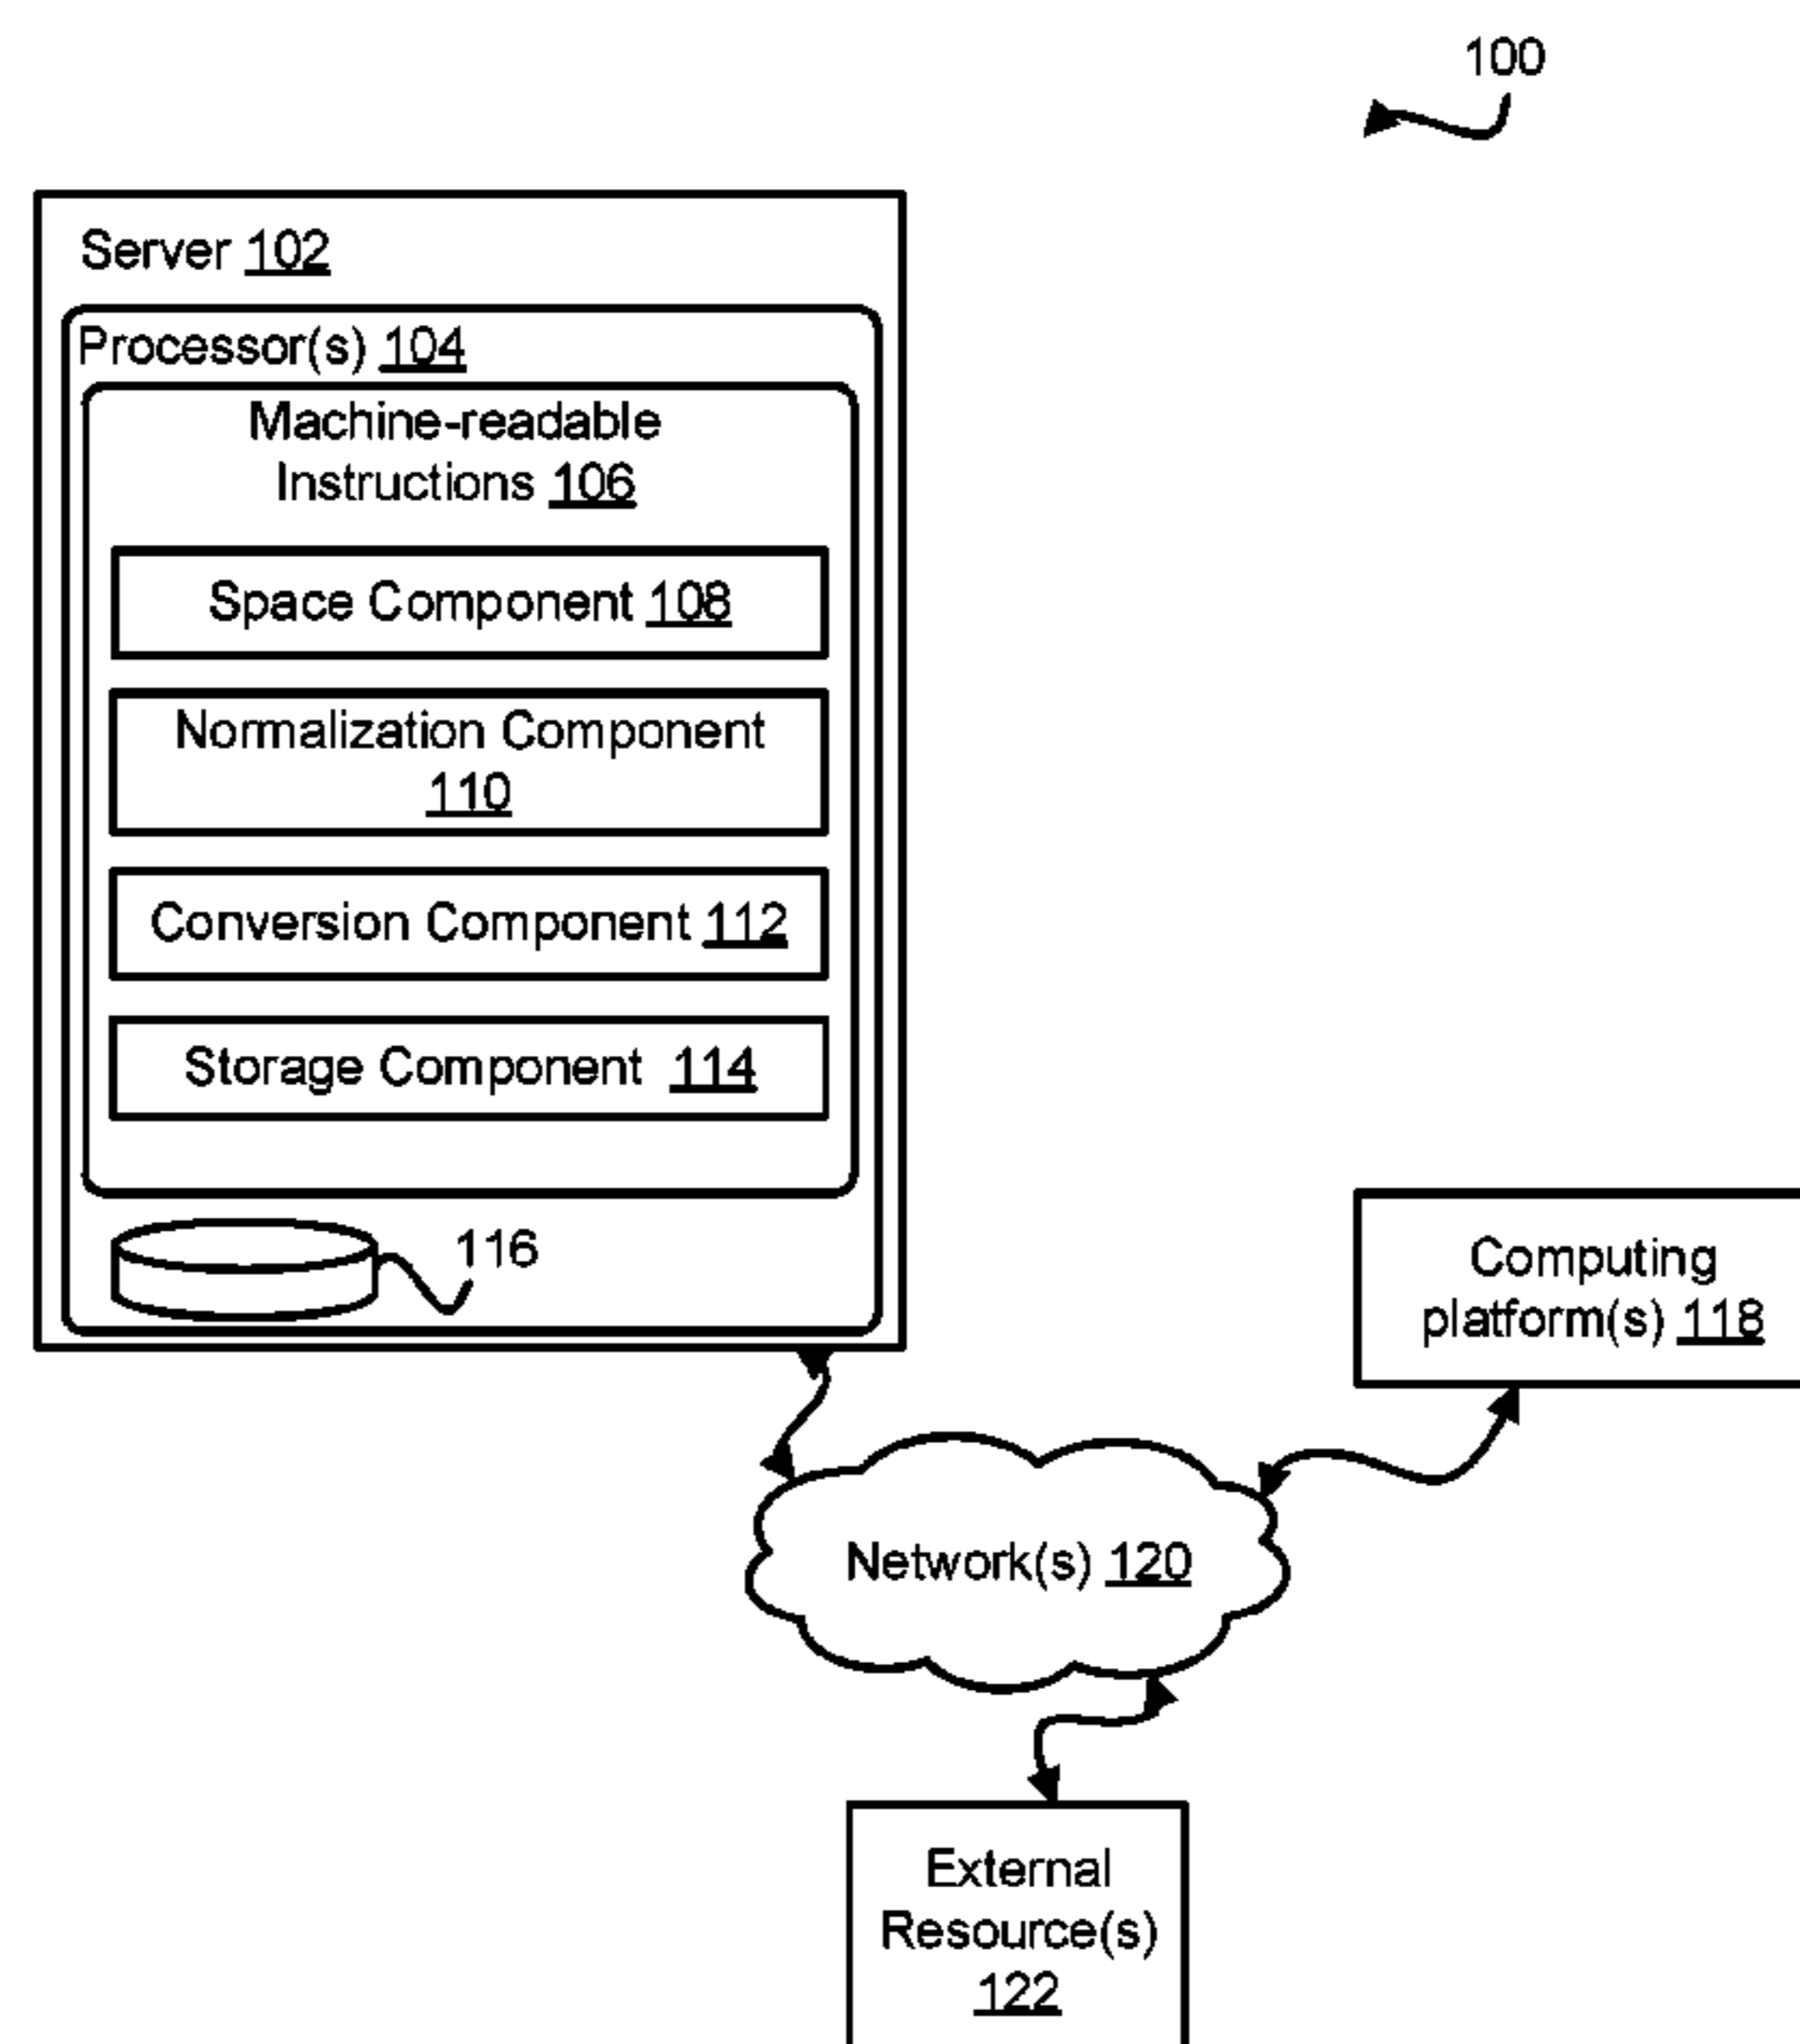 100
Server 102
Processor(s) 104
Machine-readable
Instructions 106
Space Component 108
Normalization Component
110
Conversion Component 112
Storage Component 114
116
Computing
platform(s) 118
Network(s) 120
External
Resource(s)
122